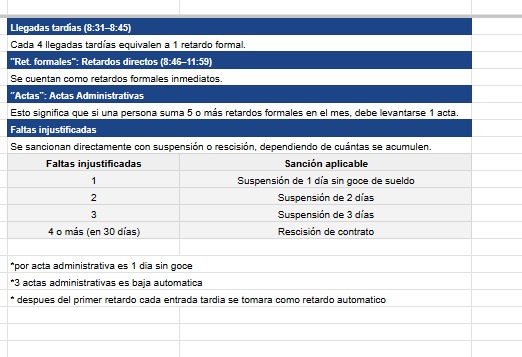 Llegadas tardías (8:31–8:45)
Cada 4 llegadas tardías equivalen a 1 retardo formal.
"Ret. formales": Retardos directos (8:46–11:59)
Se cuentan como retardos formales inmediatos.
"Actas": Actas Administrativas
Esto significa que si una persona suma 5 o más retardos formales en el mes, debe levantarse 1 acta.
Faltas injustificadas
Se sancionan directamente con suspensión o rescisión, dependiendo de cuántas se acumulen.
Faltas injustificadas Sanción aplicable
1 Suspensión de 1 día sin goce de sueldo
2 Suspensión de 2 días
3 Suspensión de 3 días
4 o más (en 30 días) Rescisión de contrato
*por acta administrativa es 1 dia sin goce
*3 actas administrativas es baja automatica
* despues del primer retardo cada entrada tardia se tomara como retardo automatico